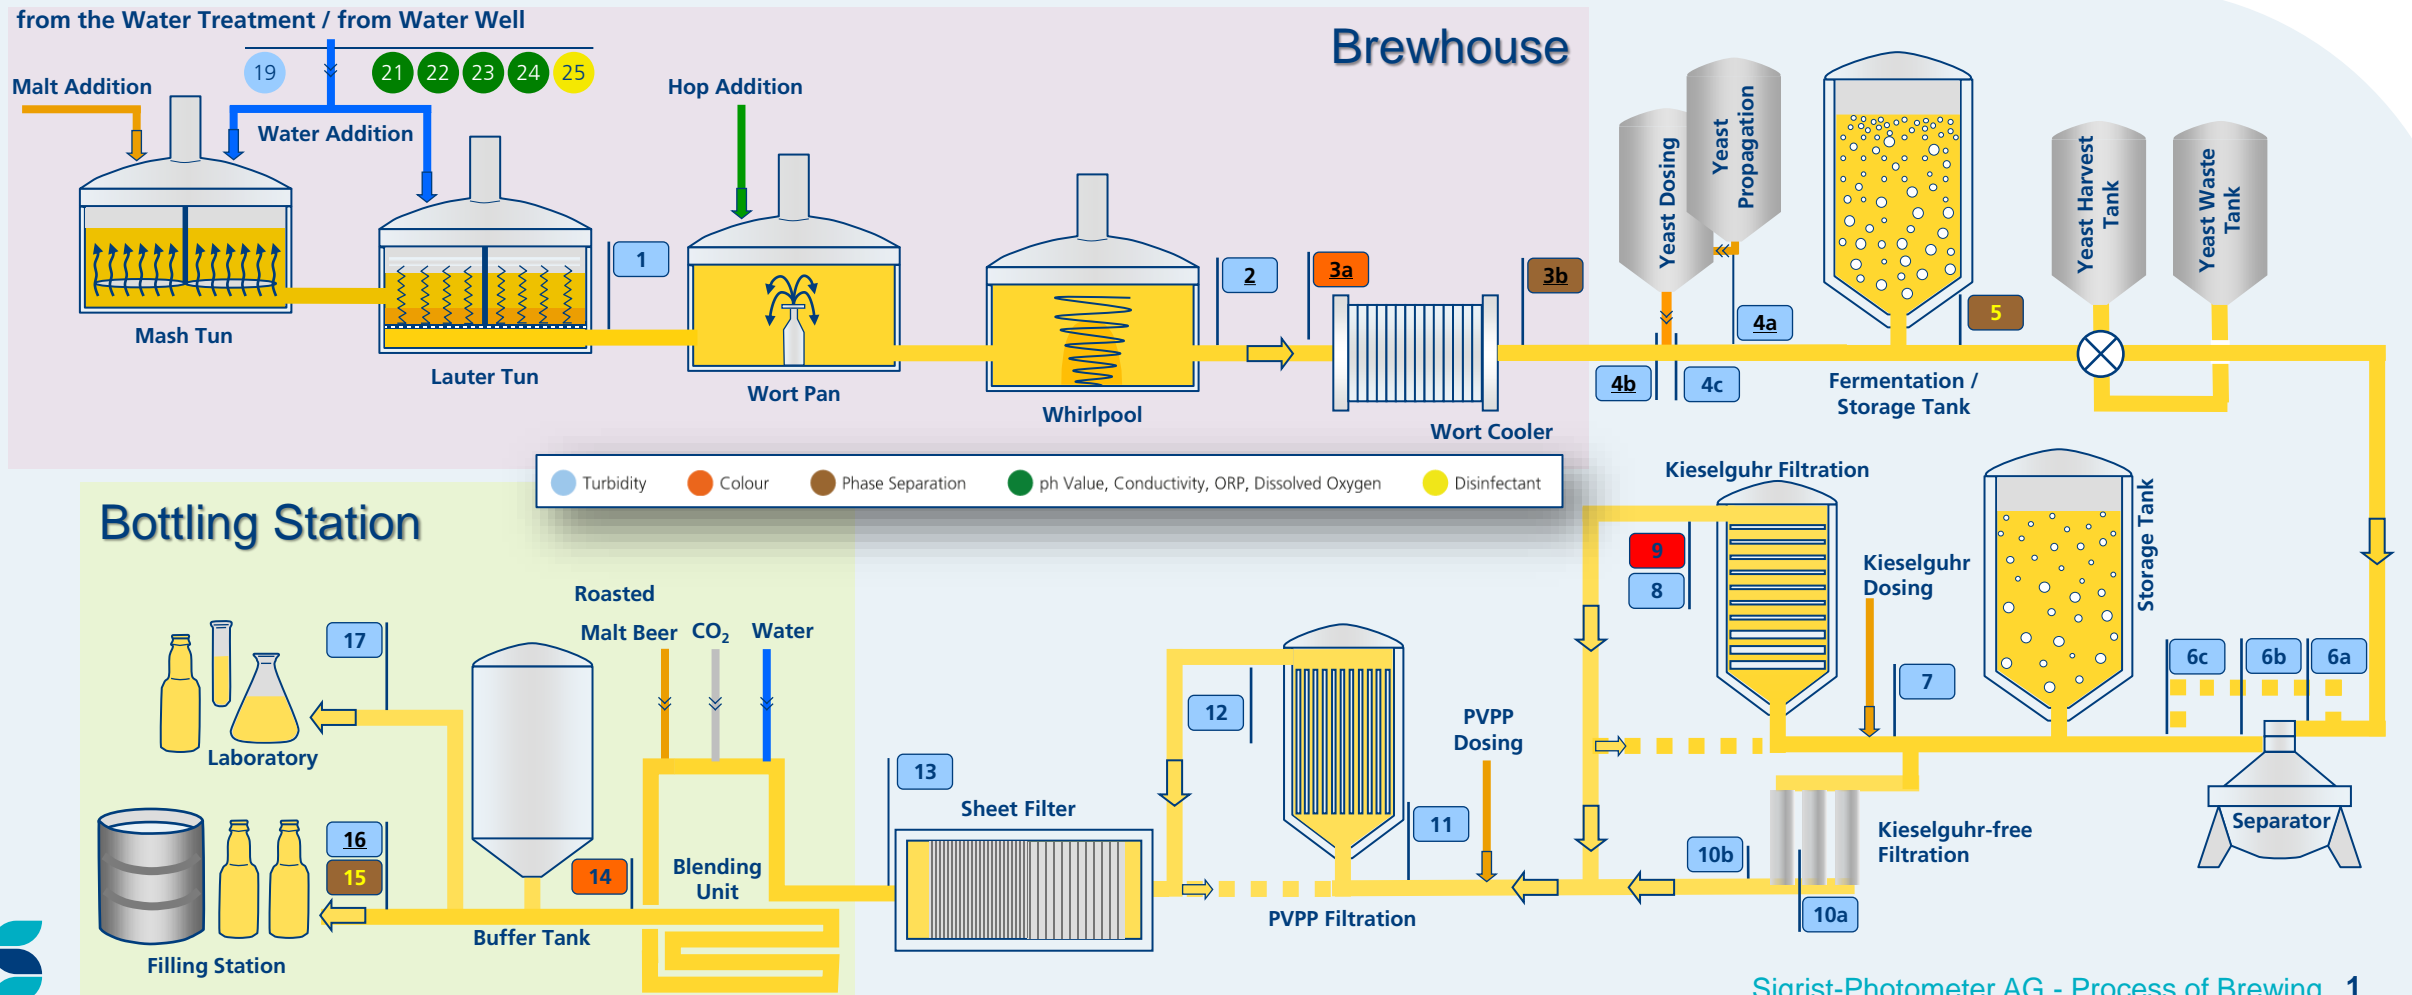 from the Water Treatment / from Water Well
19
21
22
23
24
25
Malt Addition
Water Addition
Hop Addition
Brewhouse
Mash Tun
1
Lauter Tun
Wort Pan
2
Whirlpool
3a
3b
Wort Cooler
Yeast Dosing
Yeast
Propagation
4a
4b
4c
5
Fermentation /
Storage Tank
Yeast Harvest
Tank
Yeast Waste
Tank
Turbidity
Colour
Phase Separation
ph Value, Conductivity, ORP, Dissolved Oxygen
Disinfectant
Kieselguhr Filtration
9
8
Kieselguhr
Dosing
7
Storage Tank
6c
6b
6a
Separator
Kieselguhr-free
Filtration
10b
10a
PVPP
Dosing
11
12
PVPP Filtration
Sheet Filter
13
Bottling Station
Roasted
Malt Beer
CO2
Water
Blending
Unit
14
Buffer Tank
17
Laboratory
16
15
Filling Station
Sigrist-Photometer AG - Process of Brewing 1